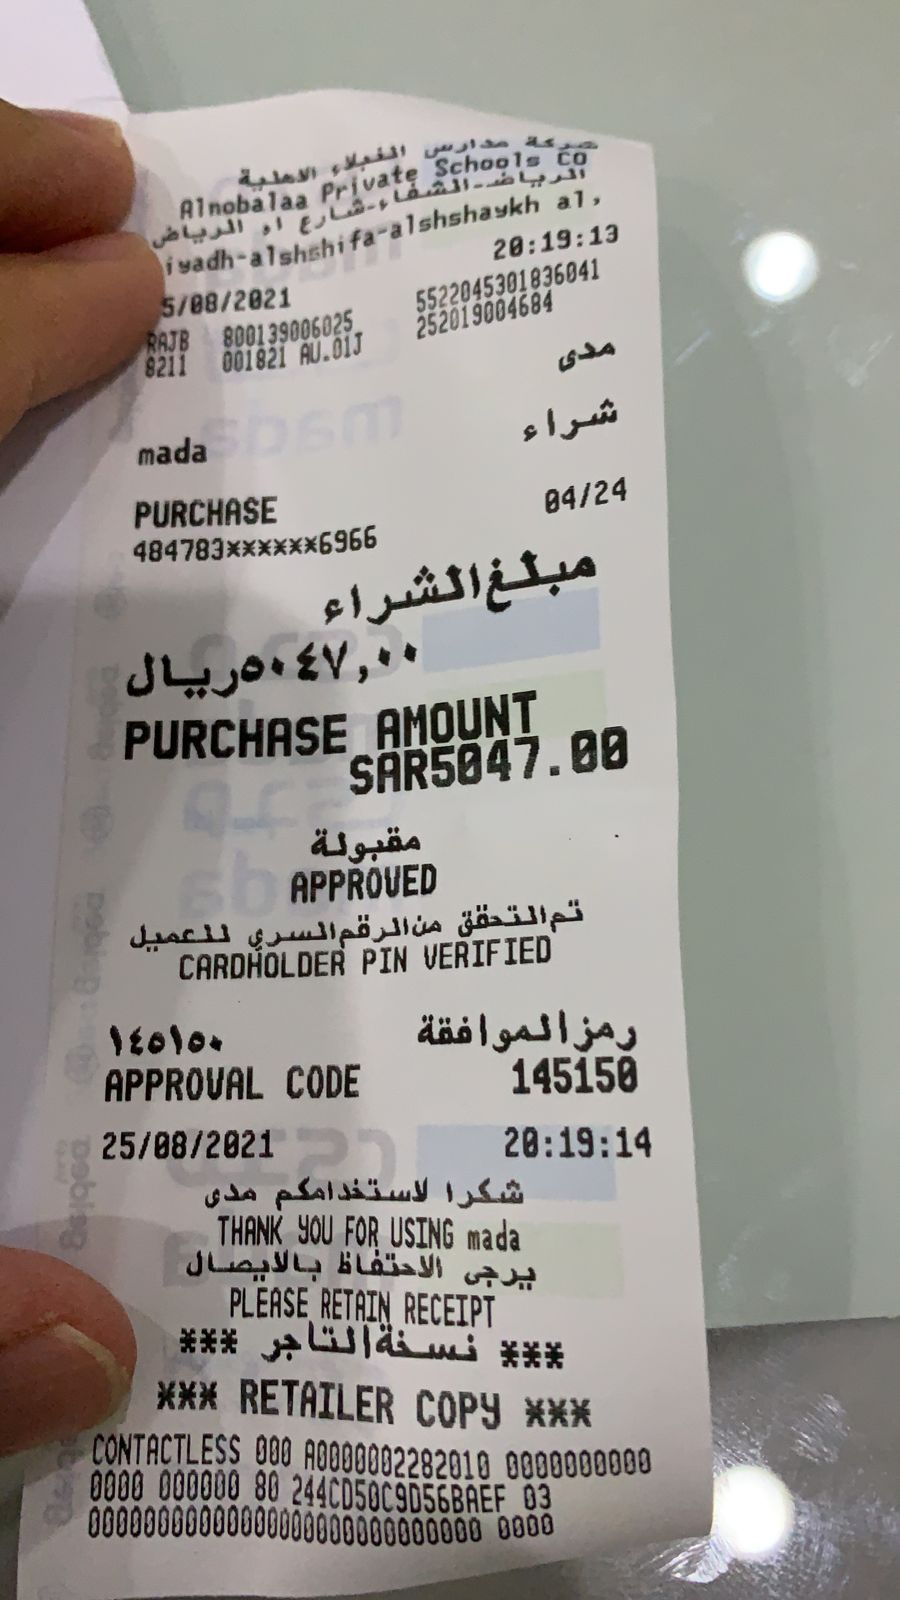 شركة مدارس النبلاء الاهلية
Alnobalaa Private Schools Co
الرياض-الشفاء-شارع ا، الرياض
iyadh-alshshifa-alshshaykh al,
5/08/2021 20:19:13
RAJB 800139006025 5522045301836041
8211 001821 AU.01J 252019004684
مدى
mada
شراء
PURCHASE 04/24
484783******6966
مبلغ الشراء
٥٠٤٧,٠٠ ريال
PURCHASE AMOUNT
SAR5047.00
مقبولة
APPROVED
تم التحقق من الرقم السري للعميل
CARDHOLDER PIN VERIFIED
رمز الموافقة ١٤٥١٥٠
APPROVAL CODE 145150
25/08/2021 20:19:14
شكرا لاستخدامكم مدى
THANK YOU FOR USING mada
يرجى الاحتفاظ بالايصال
PLEASE RETAIN RECEIPT
*** نسخة التاجر ***
*** RETAILER COPY ***
CONTACTLESS 000 A0000002282010 0000000000
0000 000000 80 244CD50C9D56BAEF 03
0000000000000000000000000000 0000